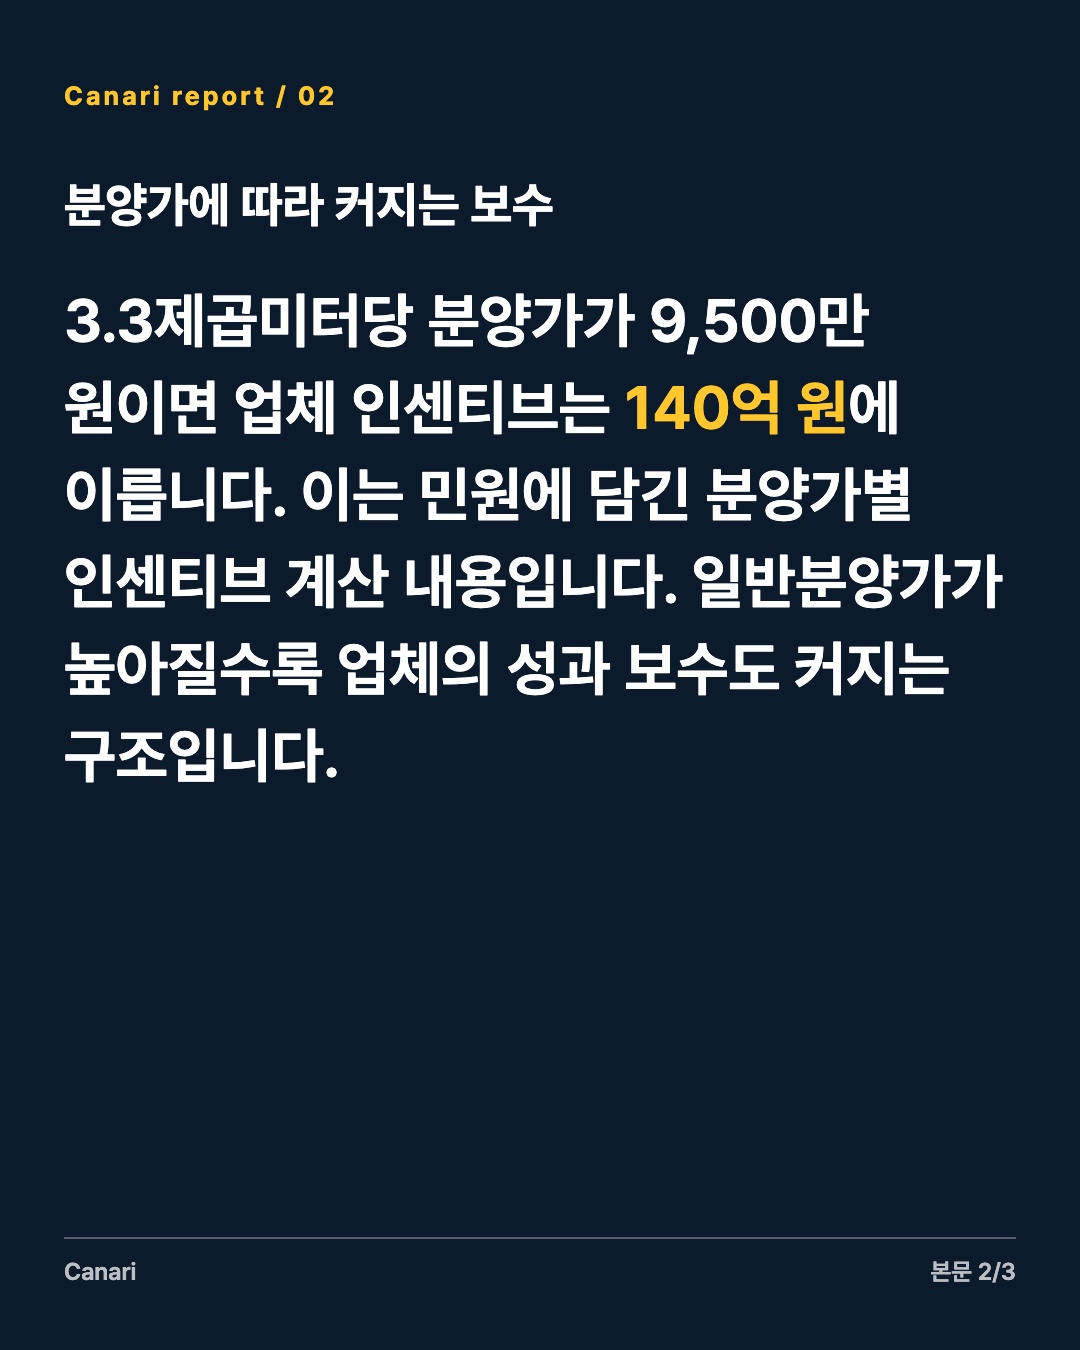 Canari report / 02
분양가에 따라 커지는 보수
3.3제곱미터당 분양가가 9,500만
원이면 업체 인센티브는 140억 원에
이릅니다. 이는 민원에 담긴 분양가별
인센티브 계산 내용입니다. 일반분양가가
높아질수록 업체의 성과 보수도 커지는
구조입니다.
Canari
본문 2/3